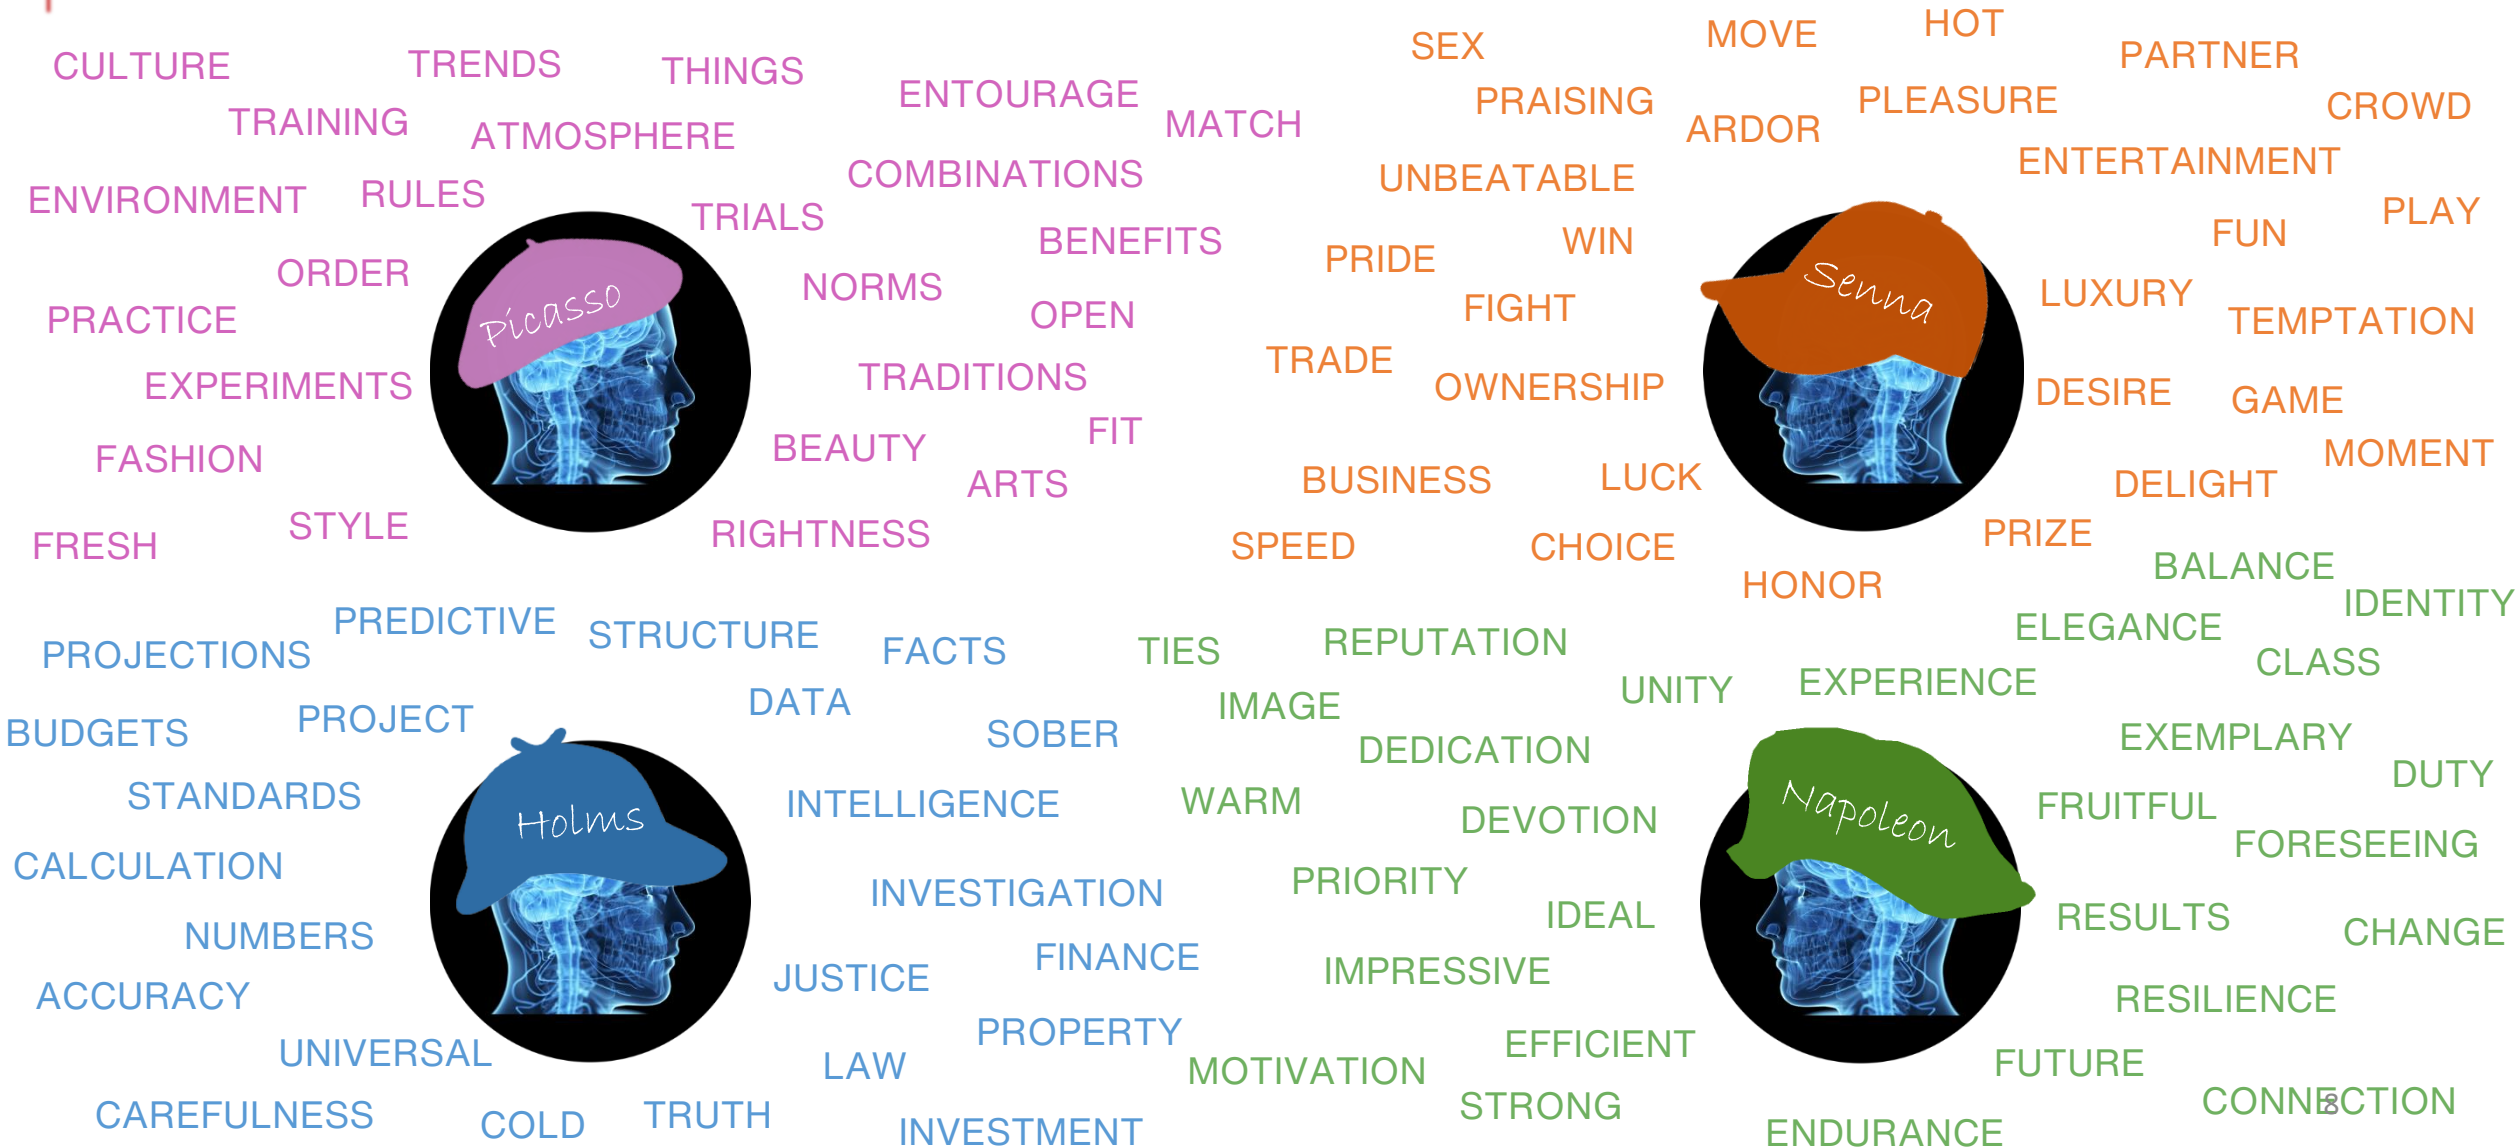 CULTURE
TRENDS
THINGS
ENTOURAGE
MATCH
TRAINING
ATMOSPHERE
COMBINATIONS
ENVIRONMENT
RULES
TRIALS
BENEFITS
ORDER
NORMS
OPEN
PRACTICE
Picasso
TRADITIONS
EXPERIMENTS
FIT
BEAUTY
FASHION
ARTS
STYLE
RIGHTNESS
FRESH
SEX
MOVE
HOT
PARTNER
PRAISING
ARDOR
PLEASURE
CROWD
UNBEATABLE
ENTERTAINMENT
PRIDE
WIN
FUN
PLAY
FIGHT
Senna
LUXURY
TEMPTATION
TRADE
OWNERSHIP
DESIRE
GAME
MOMENT
BUSINESS
LUCK
DELIGHT
SPEED
CHOICE
PRIZE
HONOR
PREDICTIVE
STRUCTURE
FACTS
PROJECTIONS
DATA
PROJECT
BUDGETS
SOBER
STANDARDS
INTELLIGENCE
Holms
CALCULATION
INVESTIGATION
NUMBERS
FINANCE
JUSTICE
ACCURACY
PROPERTY
UNIVERSAL
LAW
CAREFULNESS
COLD
TRUTH
INVESTMENT
BALANCE
IDENTITY
ELEGANCE
TIES
REPUTATION
CLASS
UNITY
EXPERIENCE
IMAGE
EXEMPLARY
DEDICATION
DUTY
WARM
DEVOTION
Napoleon
FRUITFUL
FORESEEING
PRIORITY
IDEAL
RESULTS
CHANGE
IMPRESSIVE
RESILIENCE
EFFICIENT
MOTIVATION
FUTURE
STRONG
CONNECTION
ENDURANCE
8